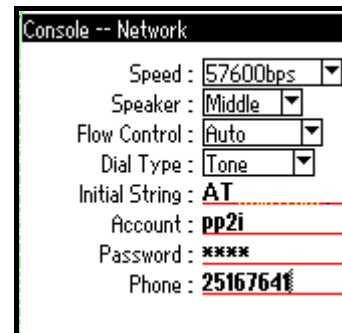 Console -- Network
Speed : 57600bps
Speaker : Middle
Flow Control : Auto
Dial Type : Tone
Initial String : AT
Account : pp2i
Password : ****
Phone : 25167641